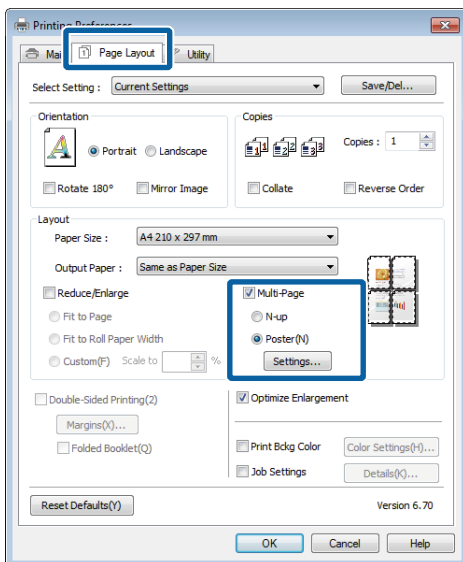 Printing Preferences
Main Page Layout Utility
Select Setting : Current Settings Save/Del...
Orientation
Portrait Landscape
Rotate 180° Mirror Image
Copies
Copies : 1
Collate Reverse Order
Layout
Paper Size : A4 210 x 297 mm
Output Paper : Same as Paper Size
Reduce/Enlarge
Fit to Page
Fit to Roll Paper Width
Custom(F) Scale to %
Multi-Page
N-up
Poster(N)
Settings...
Double-Sided Printing(2)
Margins(X)...
Folded Booklet(Q)
Optimize Enlargement
Print Bckg Color Color Settings(H)...
Job Settings Details(K)...
Reset Defaults(Y) Version 6.70
OK Cancel Help